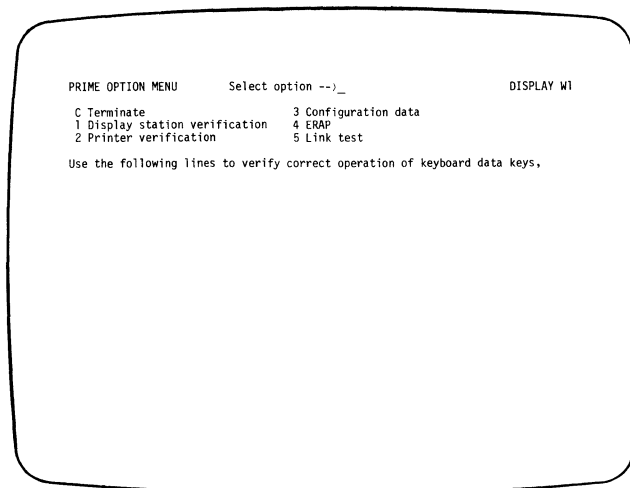 PRIME OPTION MENU Select option -->_ DISPLAY W1
C Terminate 3 Configuration data
1 Display station verification 4 ERAP
2 Printer verification 5 Link test
Use the following lines to verify correct operation of keyboard data keys,